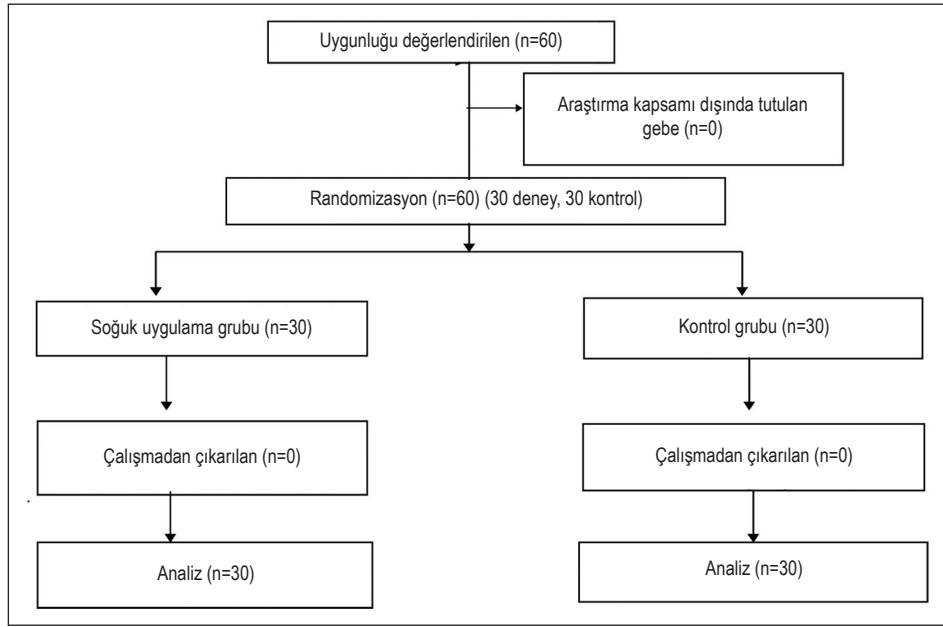 Uygunluğu değerlendirilen (n=60)
Araştırma kapsamı dışında tutulan
gebe (n=0)
Randomizasyon (n=60) (30 deney, 30 kontrol)
Soğuk uygulama grubu (n=30)
Kontrol grubu (n=30)
Çalışmadan çıkarılan (n=0)
Çalışmadan çıkarılan (n=0)
Analiz (n=30)
Analiz (n=30)